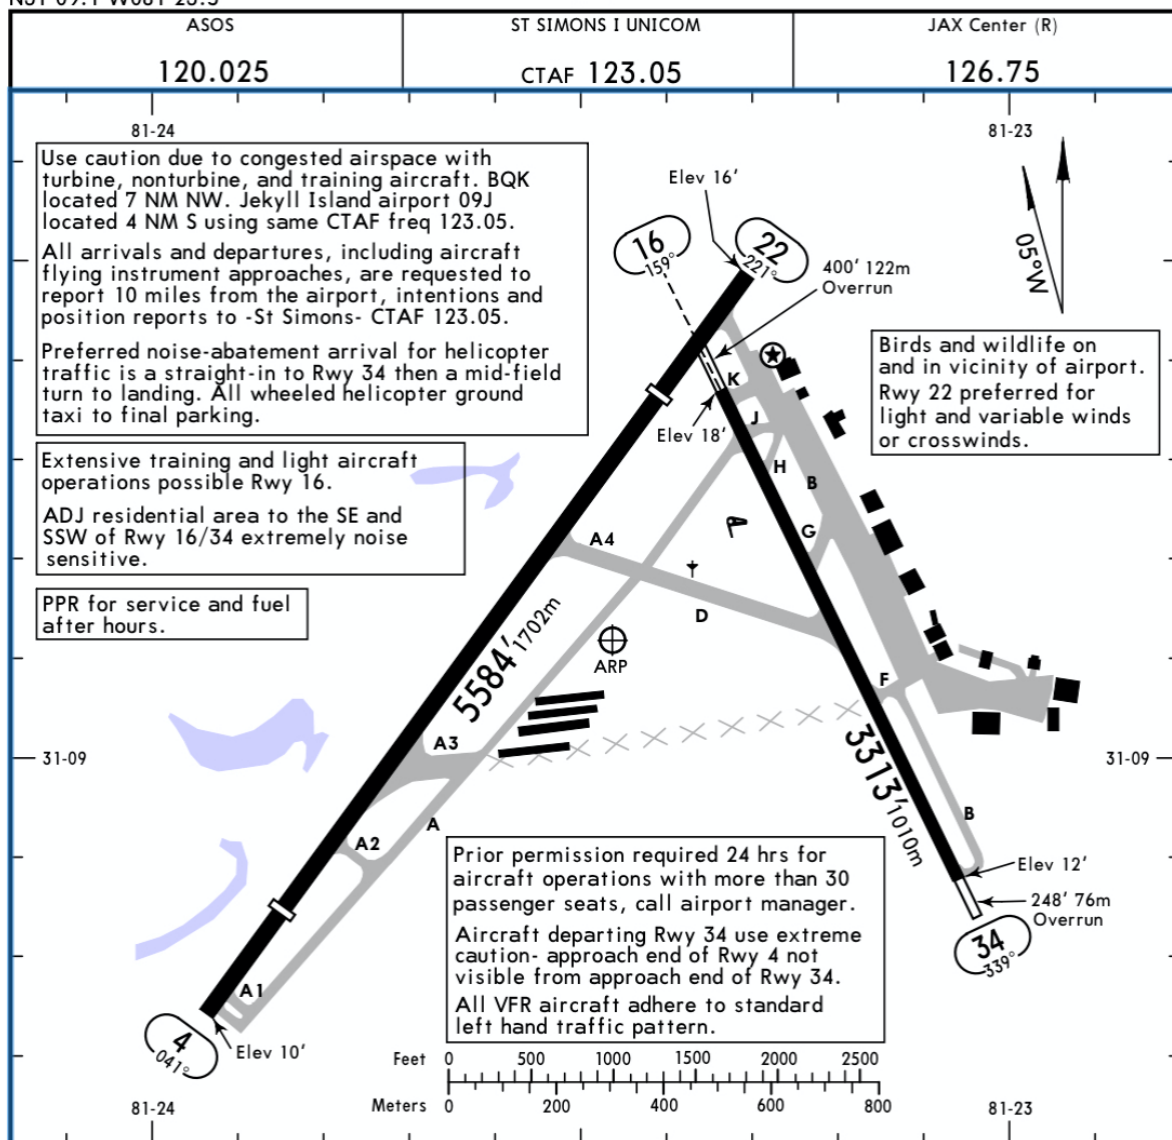 ASOS
120.025
ST SIMONS I UNICOM
CTAF 123.05
JAX Center (R)
126.75
81-24
81-23
Use caution due to congested airspace with
turbine, nonturbine, and training aircraft. BQK
located 7 NM NW. Jekyll Island airport 09J
located 4 NM S using same CTAF freq 123.05.
All arrivals and departures, including aircraft
flying instrument approaches, are requested to
report 10 miles from the airport, intentions and
position reports to -St Simons- CTAF 123.05.
Preferred noise-abatement arrival for helicopter
traffic is a straight-in to Rwy 34 then a mid-field
turn to landing. All wheeled helicopter ground
taxi to final parking.
Extensive training and light aircraft
operations possible Rwy 16.
ADJ residential area to the SE and
SSW of Rwy 16/34 extremely noise
sensitive.
PPR for service and fuel
after hours.
Elev 16'
16
159°
22
221°
400' 122m
Overrun
05°W
Birds and wildlife on
and in vicinity of airport.
Rwy 22 preferred for
light and variable winds
or crosswinds.
K
J
Elev 18'
H
B
G
A4
D
5584' 1702m
ARP
F
A3
3313' 1010m
31-09
31-09
A
A2
B
Elev 12'
248' 76m
Overrun
34
339°
Prior permission required 24 hrs for
aircraft operations with more than 30
passenger seats, call airport manager.
Aircraft departing Rwy 34 use extreme
caution- approach end of Rwy 4 not
visible from approach end of Rwy 34.
All VFR aircraft adhere to standard
left hand traffic pattern.
A1
4
041°
Elev 10'
Feet 0 500 1000 1500 2000 2500
Meters 0 200 400 600 800
81-24
81-23